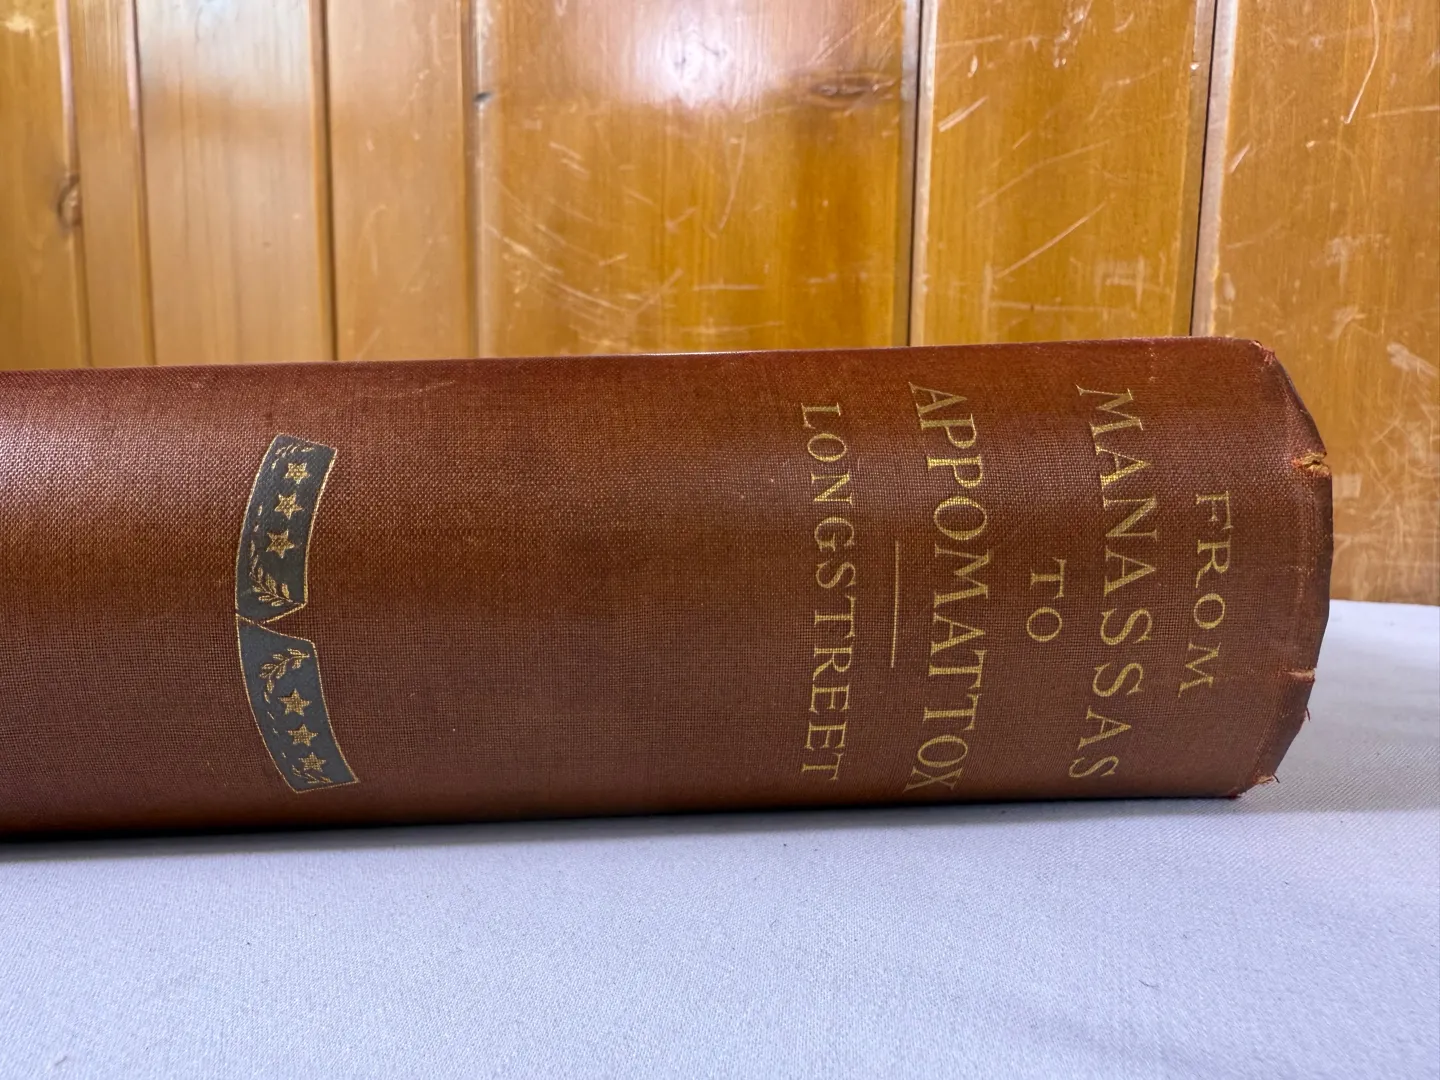 FROM
MANASSAS
TO
APPOMATTOX
LONGSTREET